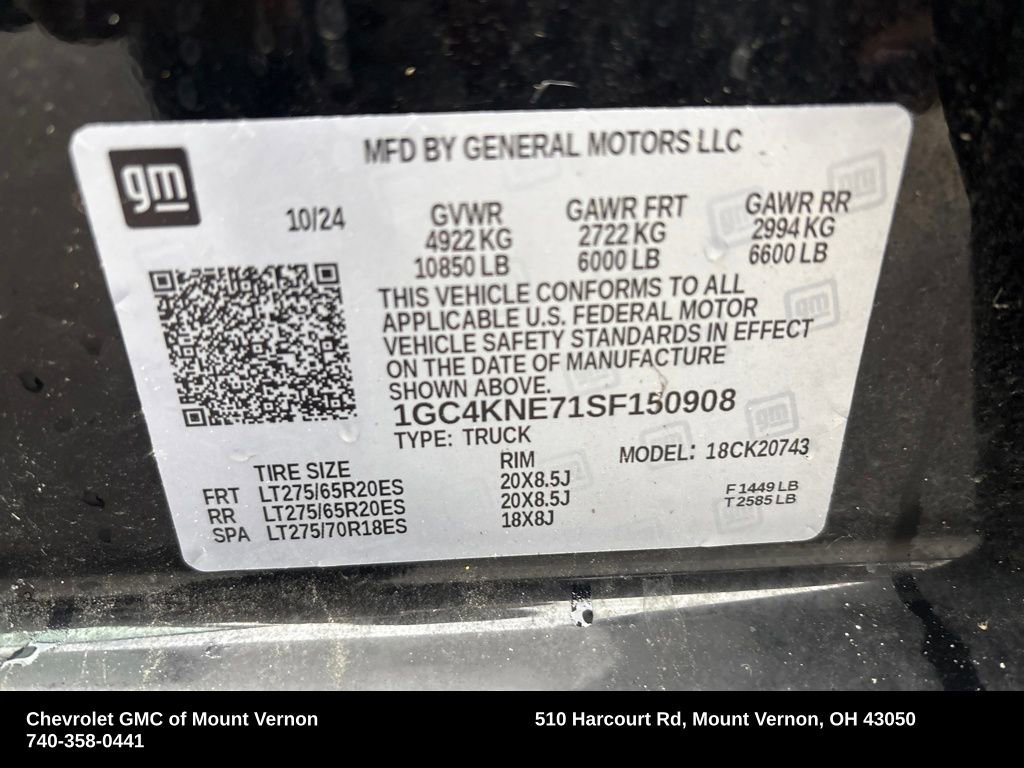 gm
MFD BY GENERAL MOTORS LLC
10/24
GVWR GAWR FRT GAWR RR
4922 KG 2722 KG 2994 KG
10850 LB 6000 LB 6600 LB
THIS VEHICLE CONFORMS TO ALL
APPLICABLE U.S. FEDERAL MOTOR
VEHICLE SAFETY STANDARDS IN EFFECT
ON THE DATE OF MANUFACTURE
SHOWN ABOVE.
1GC4KNE71SF150908
TYPE: TRUCK
MODEL: 18CK20743
TIRE SIZE RIM
FRT LT275/65R20ES 20X8.5J
RR LT275/65R20ES 20X8.5J
SPA LT275/70R18ES 18X8J
F 1449 LB
T 2585 LB
Chevrolet GMC of Mount Vernon
740-358-0441
510 Harcourt Rd, Mount Vernon, OH 43050